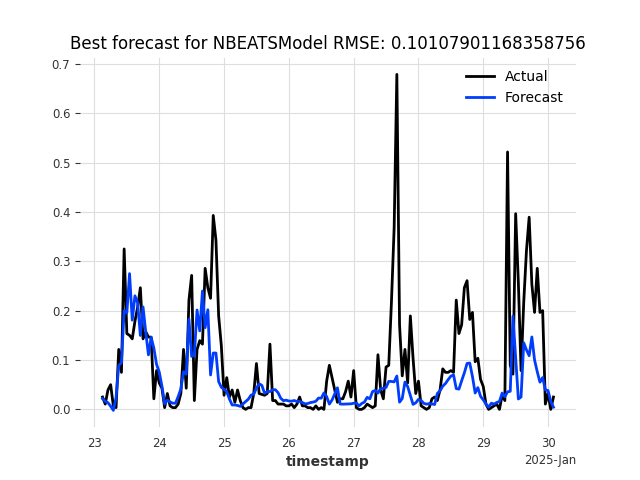 Best forecast for NBEATSModel RMSE: 0.10107901168358756
Actual
Forecast
0.7
0.6
0.5
0.4
0.3
0.2
0.1
0.0
23 24 25 26 27 28 29 30
timestamp
2025-Jan